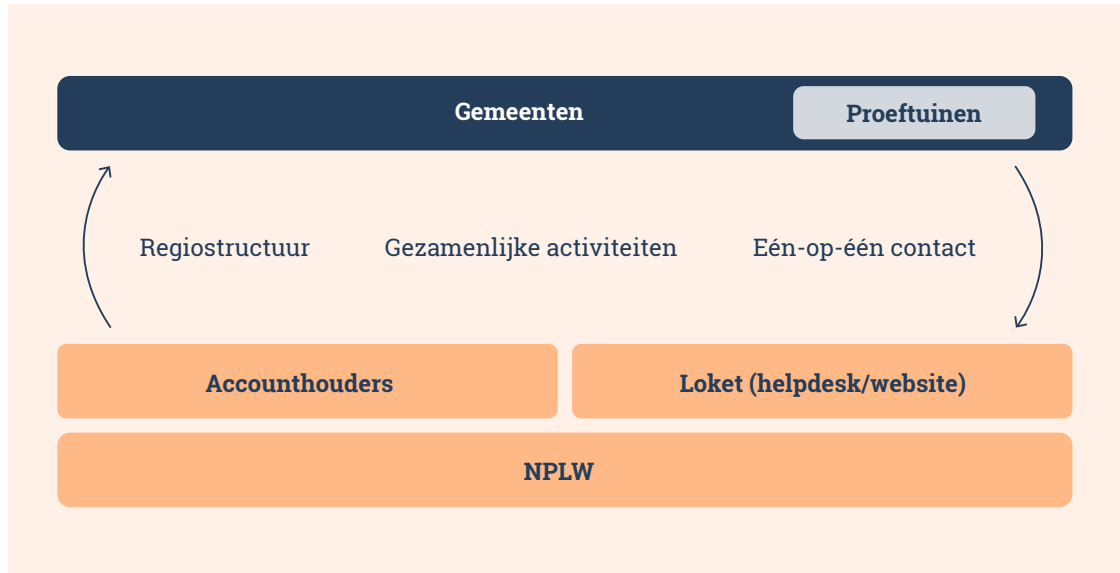 Gemeenten
Proeftuinen
Regiostructuur
Gezamenlijke activiteiten
Eén-op-één contact
Accounthouders
Loket (helpdesk/website)
NPLW